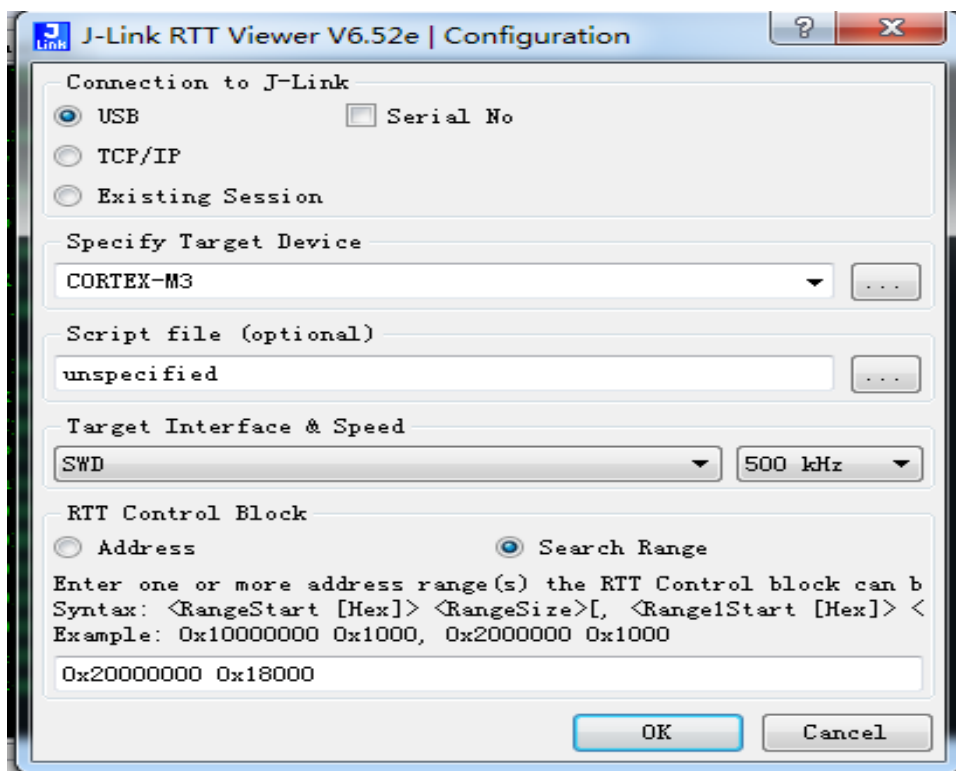 J-Link RTT Viewer V6.52e | Configuration
Connection to J-Link
USB
Serial No
TCP/IP
Existing Session
Specify Target Device
CORTEX-M3
...
Script file (optional)
unspecified
...
Target Interface & Speed
SWD
500 kHz
RTT Control Block
Address
Search Range
Enter one or more address range(s) the RTT Control block can b
Syntax: <RangeStart [Hex]> <RangeSize>[, <Range1Start [Hex]> <
Example: 0x10000000 0x1000, 0x2000000 0x1000
0x20000000 0x18000
OK
Cancel